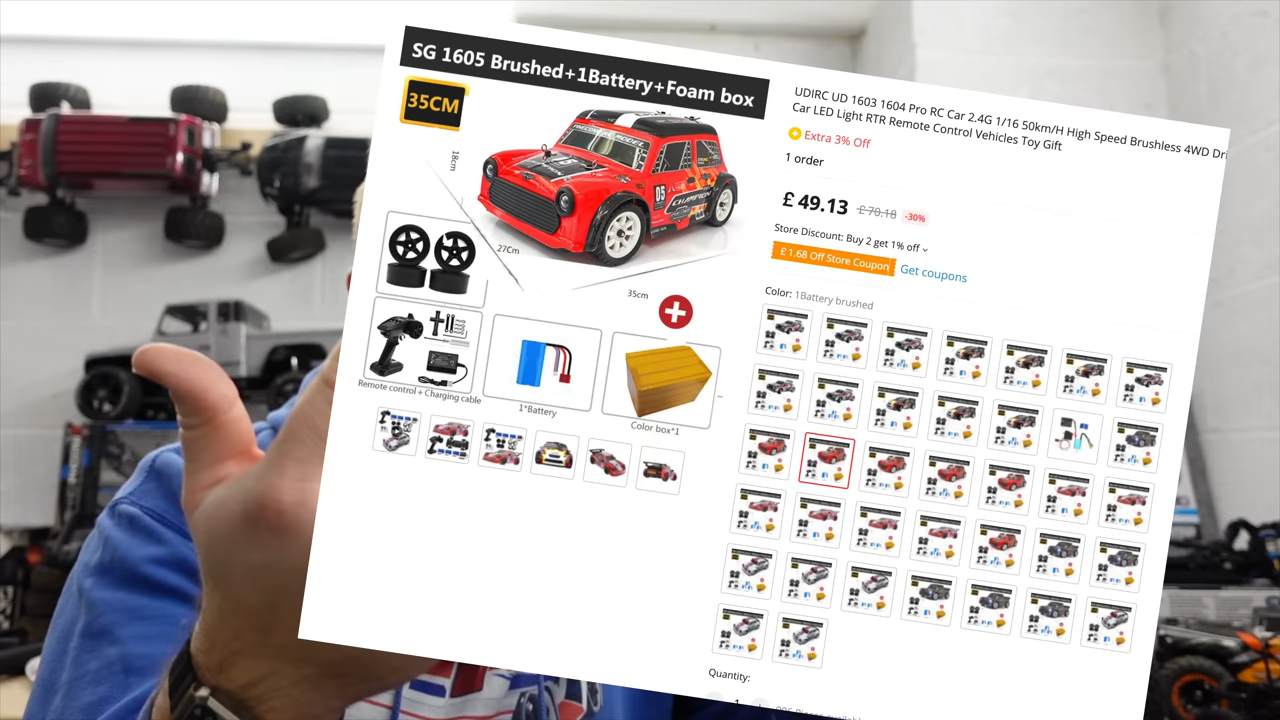 SG 1605 Brushed+1Battery+Foam box
35CM
18cm
27Cm
35cm
05
CHAMPION
Remote control + Charging cable
1*Battery
Color box*1
UDIRC UD 1603 1604 Pro RC Car 2.4G 1/16 50km/H High Speed Brushless 4WD Dri
Car LED Light RTR Remote Control Vehicles Toy Gift
Extra 3% Off
1 order
£ 49.13 £ 70.18 -30%
Store Discount: Buy 2 get 1% off
£ 1.68 Off Store Coupon Get coupons
Color: 1Battery brushed
Quantity:
1